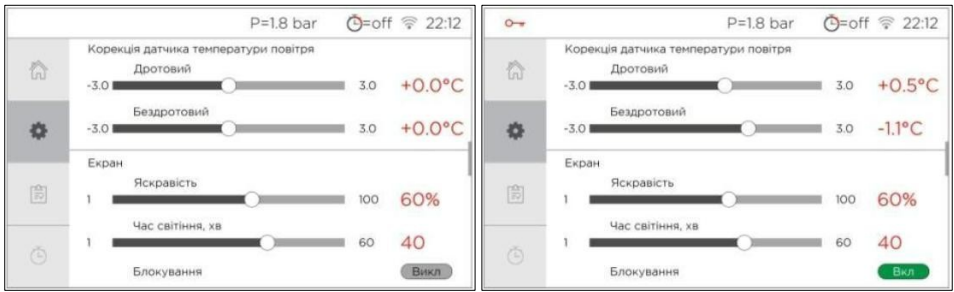 P=1.8 bar =off 22:12
Корекція датчика температури повітря
Дротовий
-3.0 3.0 +0.0°C
Бездротовий
-3.0 3.0 +0.0°C
Екран
Яскравість
1 100 60%
Час світіння, хв
1 60 40
Блокування Викл
P=1.8 bar =off 22:12
Корекція датчика температури повітря
Дротовий
-3.0 3.0 +0.5°C
Бездротовий
-3.0 3.0 -1.1°C
Екран
Яскравість
1 100 60%
Час світіння, хв
1 60 40
Блокування Вкл